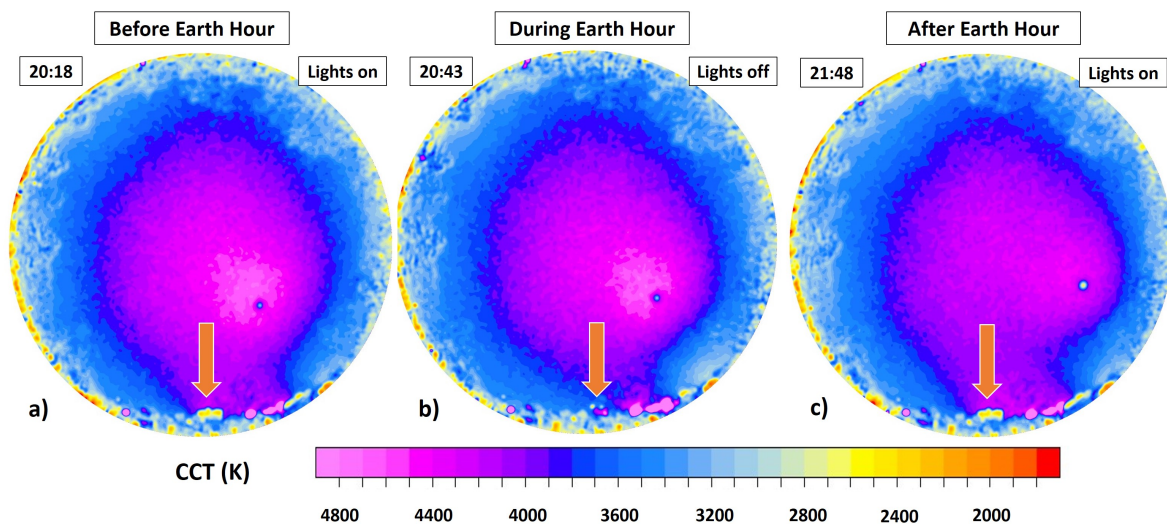 Before Earth Hour
During Earth Hour
After Earth Hour
20:18
Lights on
20:43
Lights off
21:48
Lights on
a)
b)
c)
CCT (K)
4800
4400
4000
3600
3200
2800
2400
2000